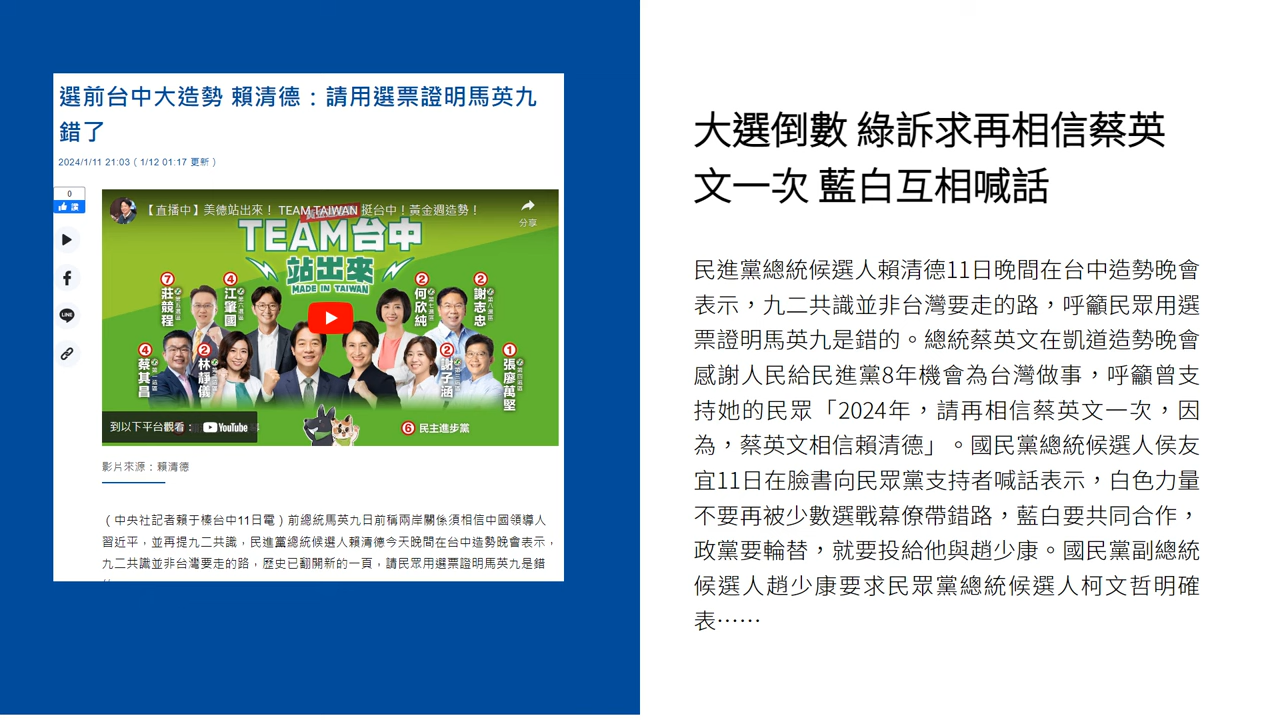 選前台中大造勢 賴清德：請用選票證明馬英九
錯了
2024/1/11 21:03（1/12 01:17 更新）
0
讚
【直播中】美德站出來！ TEAM TAIWAN 挺台中！黃金週造勢！
分享
TEAM台中
站出來
MADE IN TAIWAN
7 莊競程
4 江肇國
2 何欣純
2 謝志忠
4 蔡其昌
2 林靜儀
2 謝子涵
1 張廖萬堅
到以下平台觀看： YouTube
6 民主進步黨
LINE
影片來源：賴清德
（中央社記者賴于榛台中11日電）前總統馬英九日前稱兩岸關係須相信中國領導人
習近平，並再提九二共識，民進黨總統候選人賴清德今天晚間在台中造勢晚會表示，
九二共識並非台灣要走的路，歷史已翻開新的一頁，請民眾用選票證明馬英九是錯
大選倒數 綠訴求再相信蔡英
文一次 藍白互相喊話
民進黨總統候選人賴清德11日晚間在台中造勢晚會
表示，九二共識並非台灣要走的路，呼籲民眾用選
票證明馬英九是錯的。總統蔡英文在凱道造勢晚會
感謝人民給民進黨8年機會為台灣做事，呼籲曾支
持她的民眾「2024年，請再相信蔡英文一次，因
為，蔡英文相信賴清德」。國民黨總統候選人侯友
宜11日在臉書向民眾黨支持者喊話表示，白色力量
不要再被少數選戰幕僚帶錯路，藍白要共同合作，
政黨要輪替，就要投給他與趙少康。國民黨副總統
候選人趙少康要求民眾黨總統候選人柯文哲明確
表……